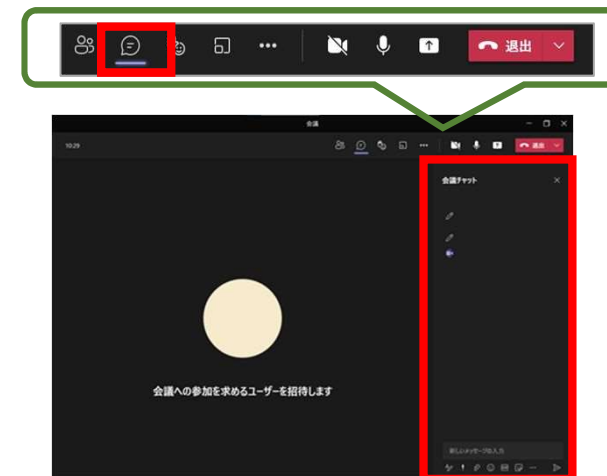 退出
会議
10:29
退出
会議チャット
会議への参加を求めるユーザーを招待します
新しいメッセージの入力